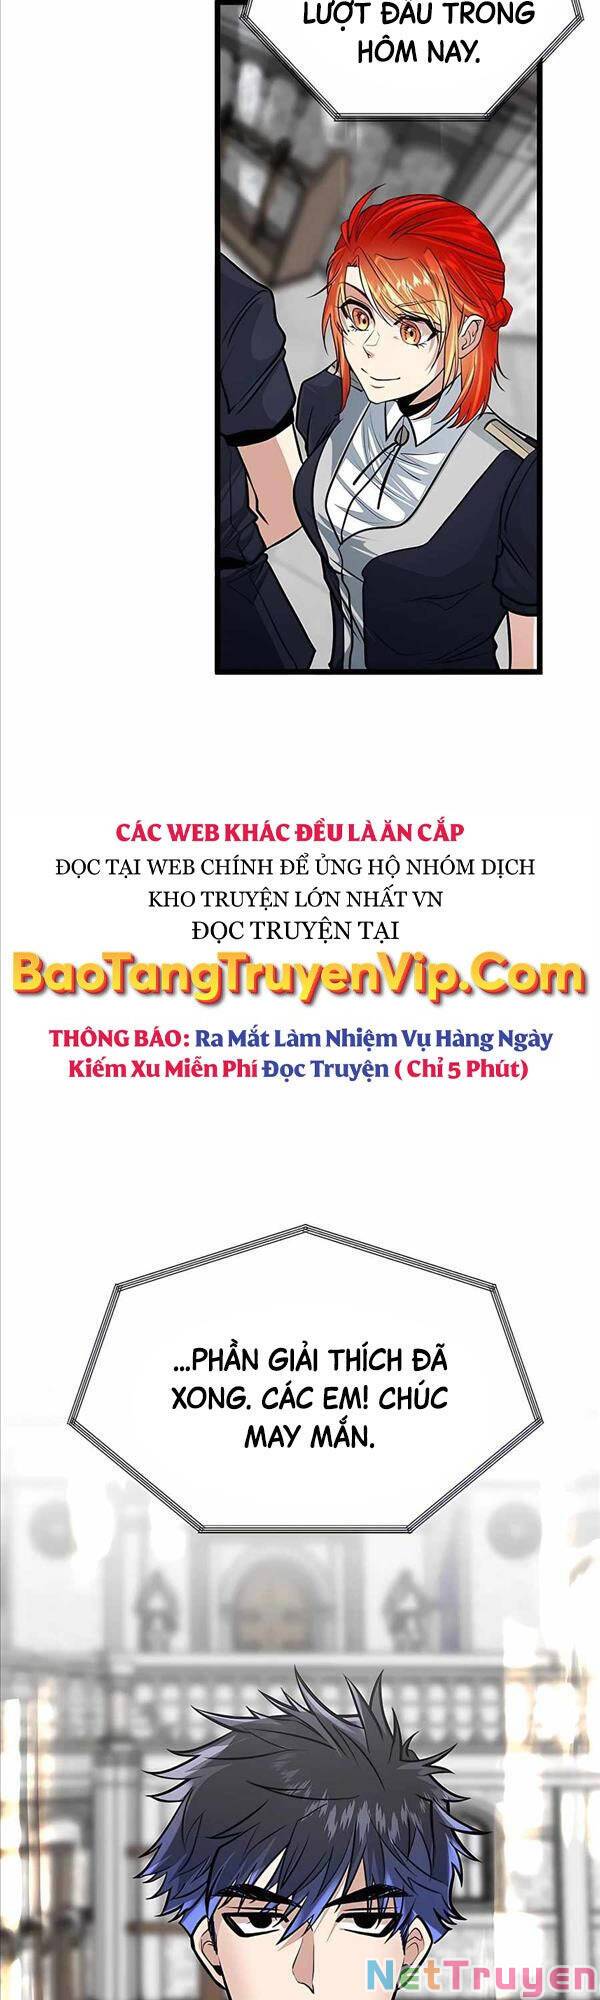 LƯỢT ĐẤU TRONG
HÔM NAY.
CÁC WEB KHÁC ĐỀU LÀ ĂN CẮP
ĐỌC TẠI WEB CHÍNH ĐỂ ỦNG HỘ NHÓM DỊCH
KHO TRUYỆN LỚN NHẤT VN
ĐỌC TRUYỆN TẠI
BaoTangTruyenVip.Com
THÔNG BÁO: Ra Mắt Làm Nhiệm Vụ Hàng Ngày
Kiếm Xu Miễn Phí Đọc Truyện ( Chỉ 5 Phút)
...PHẦN GIẢI THÍCH ĐÃ
XONG. CÁC EM! CHÚC
MAY MẮN.
NetTruyen